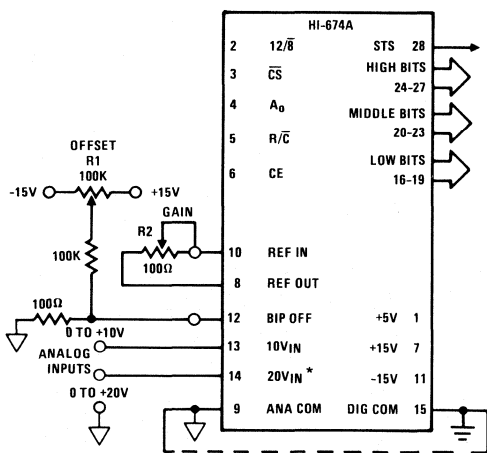 HI-674A
2 12/8̅ STS 28
3 C̅S̅ HIGH BITS
24-27
4 A₀ MIDDLE BITS
20-23
5 R/C̅ LOW BITS
6 CE 16-19
OFFSET
R1
100K
-15V +15V
100K
GAIN
R2
100Ω
10 REF IN
8 REF OUT
100Ω
12 BIP OFF +5V 1
0 TO +10V
13 10VIN +15V 7
ANALOG
INPUTS
14 20VIN* -15V 11
0 TO +20V
9 ANA COM DIG COM 15